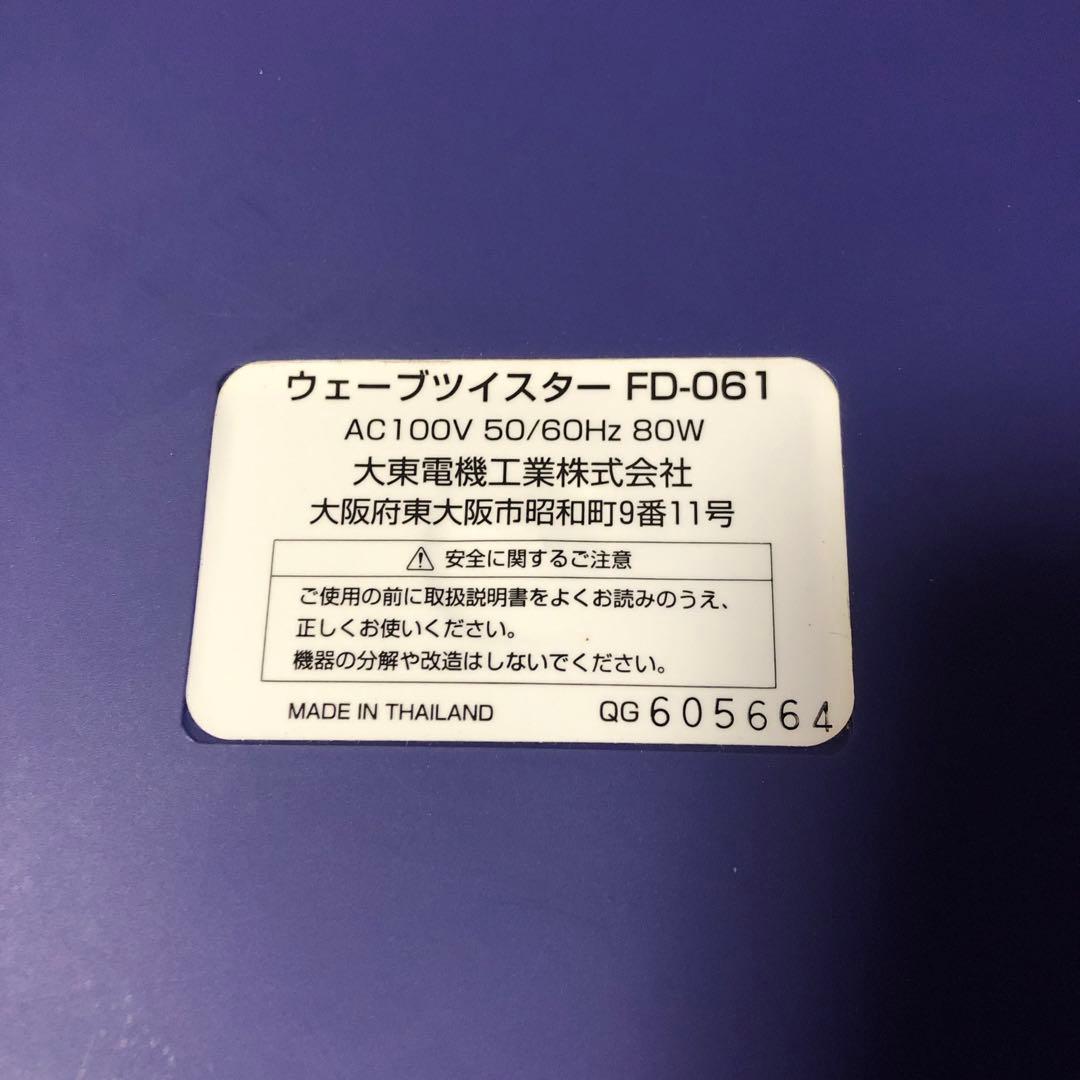 ウェーブツイスター FD-061
AC100V 50/60Hz 80W
大東電機工業株式会社
大阪府東大阪市昭和町9番11号
⚠ 安全に関するご注意
ご使用の前に取扱説明書をよくお読みのうえ、
正しくお使いください。
機器の分解や改造はしないでください。
MADE IN THAILAND QG 605664